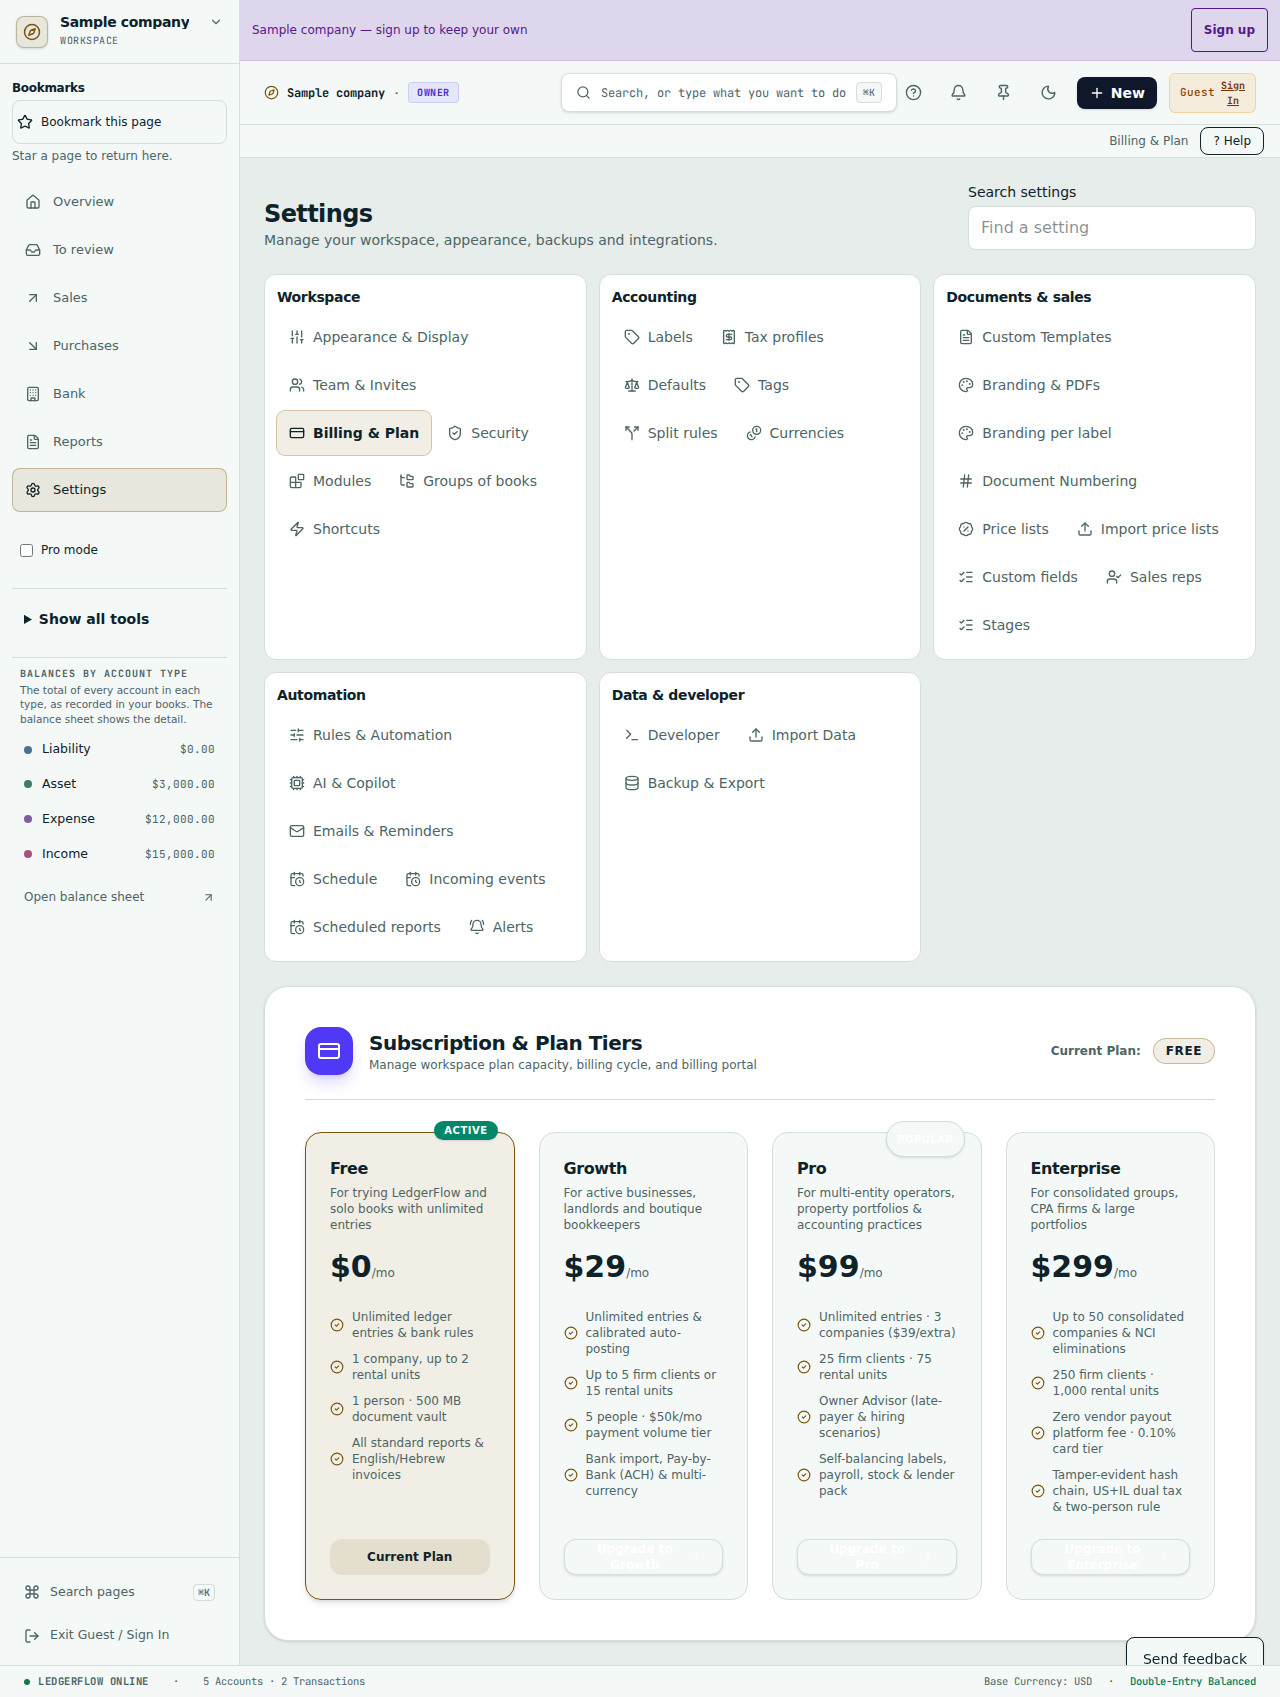 Sample company
WORKSPACE
Bookmarks
Bookmark this page
Star a page to return here.
Overview
To review
Sales
Purchases
Bank
Reports
Settings
Pro mode
Show all tools
BALANCES BY ACCOUNT TYPE
The total of every account in each
type, as recorded in your books. The
balance sheet shows the detail.
Liability $0.00
Asset $3,000.00
Expense $12,000.00
Income $15,000.00
Open balance sheet
Search pages ⌘K
Exit Guest / Sign In
Sample company — sign up to keep your own
Sign up
Sample company · OWNER
Search, or type what you want to do ⌘K
New
Guest Sign
In
Billing & Plan
? Help
Settings
Manage your workspace, appearance, backups and integrations.
Search settings
Find a setting
Workspace
Appearance & Display
Team & Invites
Billing & Plan Security
Modules Groups of books
Shortcuts
Accounting
Labels Tax profiles
Defaults Tags
Split rules Currencies
Documents & sales
Custom Templates
Branding & PDFs
Branding per label
Document Numbering
Price lists Import price lists
Custom fields Sales reps
Stages
Automation
Rules & Automation
AI & Copilot
Emails & Reminders
Schedule Incoming events
Scheduled reports Alerts
Data & developer
Developer Import Data
Backup & Export
Subscription & Plan Tiers
Manage workspace plan capacity, billing cycle, and billing portal
Current Plan: FREE
ACTIVE
Free
For trying LedgerFlow and
solo books with unlimited
entries
$0/mo
Unlimited ledger
entries & bank rules
1 company, up to 2
rental units
1 person · 500 MB
document vault
All standard reports &
English/Hebrew
invoices
Current Plan
Growth
For active businesses,
landlords and boutique
bookkeepers
$29/mo
Unlimited entries &
calibrated auto-
posting
Up to 5 firm clients or
15 rental units
5 people · $50k/mo
payment volume tier
Bank import, Pay-by-
Bank (ACH) & multi-
currency
Upgrade to
Growth
POPULAR
Pro
For multi-entity operators,
property portfolios &
accounting practices
$99/mo
Unlimited entries · 3
companies ($39/extra)
25 firm clients · 75
rental units
Owner Advisor (late-
payer & hiring
scenarios)
Self-balancing labels,
payroll, stock & lender
pack
Upgrade to
Pro
Enterprise
For consolidated groups,
CPA firms & large
portfolios
$299/mo
Up to 50 consolidated
companies & NCI
eliminations
250 firm clients ·
1,000 rental units
Zero vendor payout
platform fee · 0.10%
card tier
Tamper-evident hash
chain, US+IL dual tax
& two-person rule
Upgrade to
Enterprise
Send feedback
LEDGERFLOW ONLINE · 5 Accounts · 2 Transactions
Base Currency: USD · Double-Entry Balanced